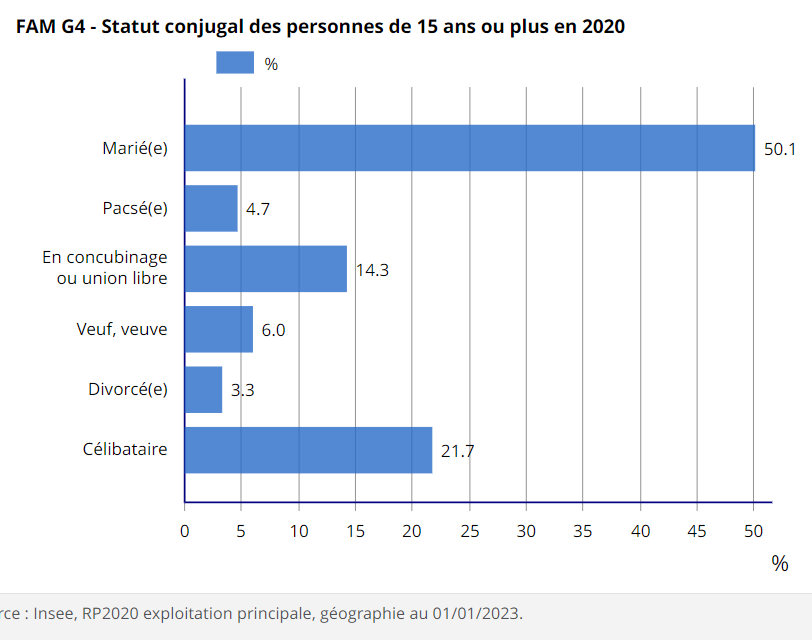 FAM G4 - Statut conjugal des personnes de 15 ans ou plus en 2020
%
Marié(e)
50.1
Pacsé(e)
4.7
En concubinage
ou union libre
14.3
Veuf, veuve
6.0
Divorcé(e)
3.3
Célibataire
21.7
0 5 10 15 20 25 30 35 40 45 50
%
rce : Insee, RP2020 exploitation principale, géographie au 01/01/2023.